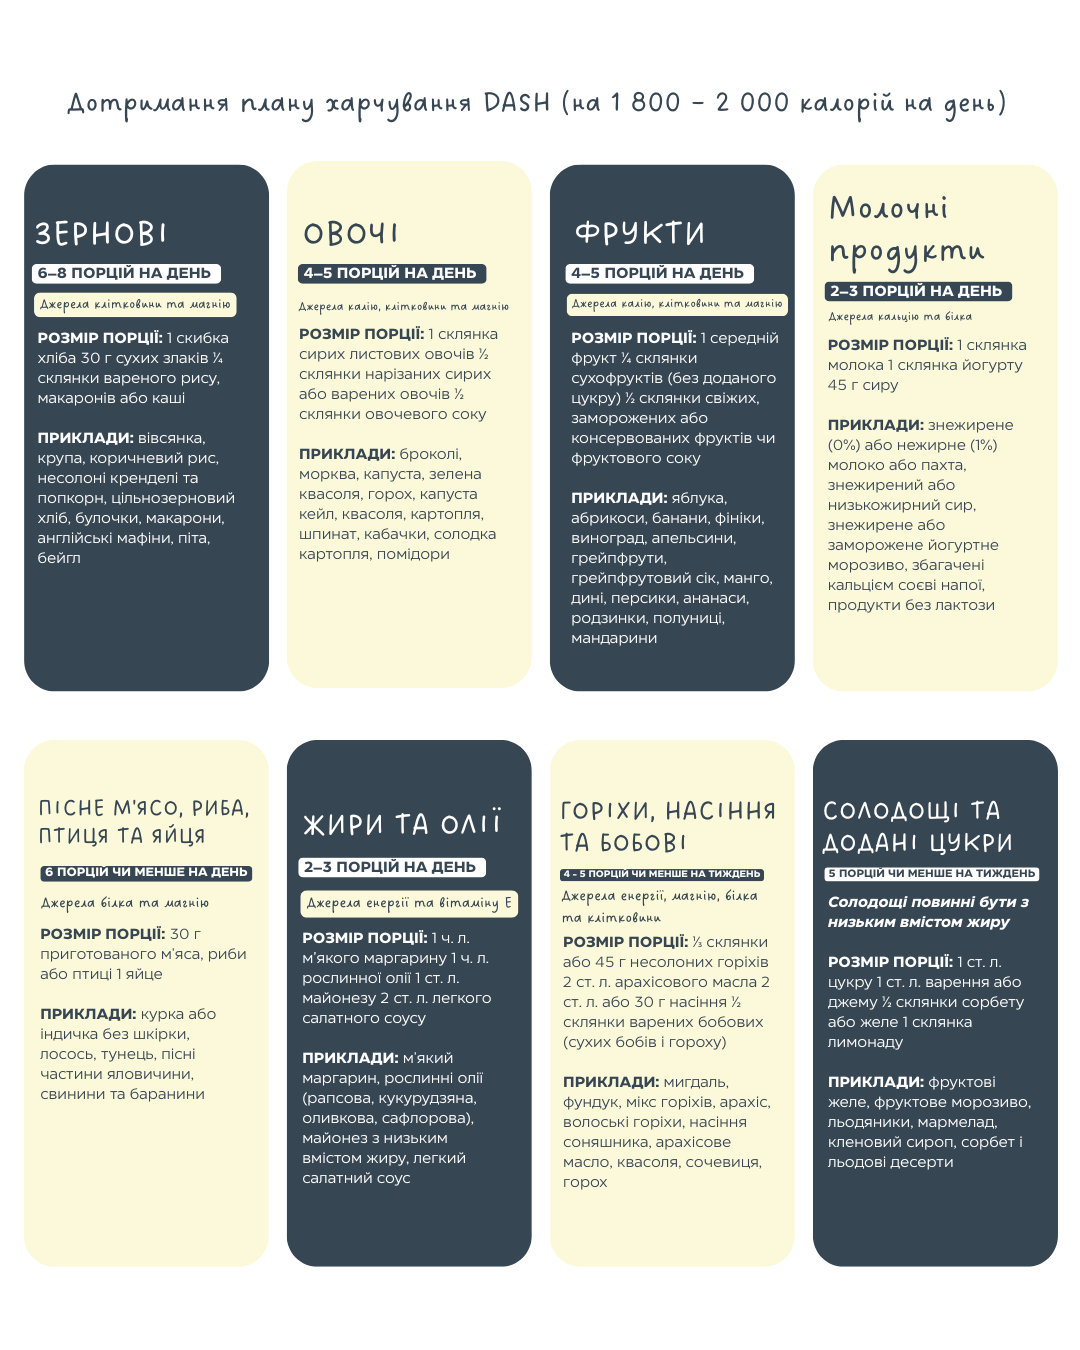 Дотримання плану харчування DASH (на 1 800 – 2 000 калорій на день)
ЗЕРНОВІ
6–8 ПОРЦІЙ НА ДЕНЬ
Джерела клітковини та магнію
РОЗМІР ПОРЦІЇ: 1 скибка
хліба 30 г сухих злаків ¼
склянки вареного рису,
макаронів або каші
ПРИКЛАДИ: вівсянка,
крупа, коричневий рис,
несолоні кренделі та
попкорн, цільнозерновий
хліб, булочки, макарони,
англійські мафіни, піта,
бейгл
ОВОЧІ
4–5 ПОРЦІЙ НА ДЕНЬ
Джерела калію, клітковини та магнію
РОЗМІР ПОРЦІЇ: 1 склянка
сирих листових овочів ½
склянки нарізаних сирих
або варених овочів ½
склянки овочевого соку
ПРИКЛАДИ: броколі,
морква, капуста, зелена
квасоля, горох, капуста
кейл, квасоля, картопля,
шпинат, кабачки, солодка
картопля, помідори
ФРУКТИ
4–5 ПОРЦІЙ НА ДЕНЬ
Джерела калію, клітковини та магнію
РОЗМІР ПОРЦІЇ: 1 середній
фрукт ¼ склянки
сухофруктів (без доданого
цукру) ½ склянки свіжих,
заморожених або
консервованих фруктів чи
фруктового соку
ПРИКЛАДИ: яблука,
абрикоси, банани, фініки,
виноград, апельсини,
грейпфрути,
грейпфрутовий сік, манго,
дині, персики, ананаси,
родзинки, полуниці,
мандарини
Молочні
продукти
2–3 ПОРЦІЙ НА ДЕНЬ
Джерела кальцію та білка
РОЗМІР ПОРЦІЇ: 1 склянка
молока 1 склянка йогурту
45 г сиру
ПРИКЛАДИ: знежирене
(0%) або нежирне (1%)
молоко або пахта,
знежирений або
низькожирний сир,
знежирене або
заморожене йогуртне
морозиво, збагачені
кальцієм соєві напої,
продукти без лактози
ПІСНЕ М'ЯСО, РИБА,
ПТИЦЯ ТА ЯЙЦЯ
6 ПОРЦІЙ ЧИ МЕНШЕ НА ДЕНЬ
Джерела білка та магнію
РОЗМІР ПОРЦІЇ: 30 г
приготованого м'яса, риби
або птиці 1 яйце
ПРИКЛАДИ: курка або
індичка без шкірки,
лосось, тунець, пісні
частини яловичини,
свинини та баранини
ЖИРИ ТА ОЛІЇ
2–3 ПОРЦІЙ НА ДЕНЬ
Джерела енергії та вітаміну Е
РОЗМІР ПОРЦІЇ: 1 ч. л.
м'якого маргарину 1 ч. л.
рослинної олії 1 ст. л.
майонезу 2 ст. л. легкого
салатного соусу
ПРИКЛАДИ: м'який
маргарин, рослинні олії
(рапсова, кукурудзяна,
оливкова, сафлорова),
майонез з низьким
вмістом жиру, легкий
салатний соус
ГОРІХИ, НАСІННЯ
ТА БОБОВІ
4 - 5 ПОРЦІЙ ЧИ МЕНШЕ НА ТИЖДЕНЬ
Джерела енергії, магнію, білка
та клітковини
РОЗМІР ПОРЦІЇ: ⅓ склянки
або 45 г несолоних горіхів
2 ст. л. арахісового масла 2
ст. л. або 30 г насіння ½
склянки варених бобових
(сухих бобів і гороху)
ПРИКЛАДИ: мигдаль,
фундук, мікс горіхів, арахіс,
волоські горіхи, насіння
соняшника, арахісове
масло, квасоля, сочевиця,
горох
СОЛОДОЩІ ТА
ДОДАНІ ЦУКРИ
5 ПОРЦІЙ ЧИ МЕНШЕ НА ТИЖДЕНЬ
Солодощі повинні бути з
низьким вмістом жиру
РОЗМІР ПОРЦІЇ: 1 ст. л.
цукру 1 ст. л. варення або
джему ½ склянки сорбету
або желе 1 склянка
лимонаду
ПРИКЛАДИ: фруктові
желе, фруктове морозиво,
льодяники, мармелад,
кленовий сироп, сорбет і
льодові десерти